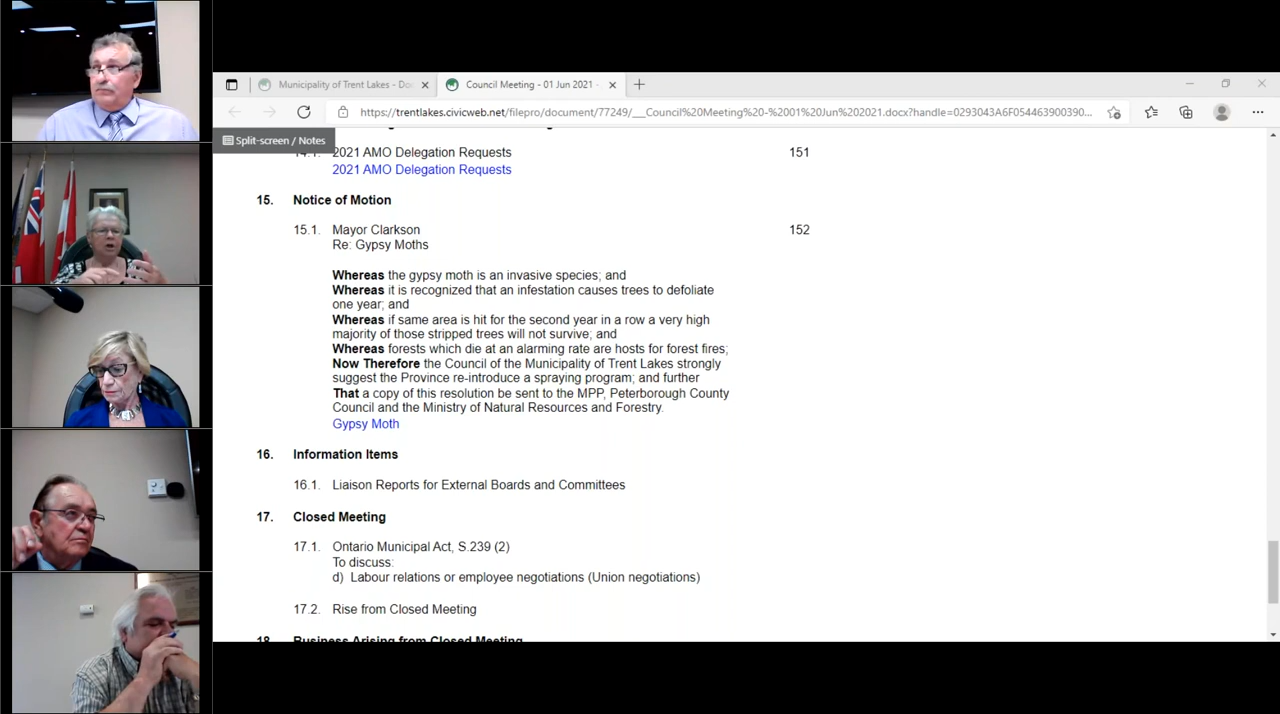 Municipality of Trent Lakes - Doc
Council Meeting - 01 Jun 2021 -
https://trentlakes.civicweb.net/filepro/document/77249/__Council%20Meeting%20-%2001%20Jun%202021.docx?handle=0293043A6F054463900390...
Split-screen / Notes
14.1. 2021 AMO Delegation Requests 151
2021 AMO Delegation Requests
15. Notice of Motion
15.1. Mayor Clarkson 152
Re: Gypsy Moths
Whereas the gypsy moth is an invasive species; and
Whereas it is recognized that an infestation causes trees to defoliate
one year; and
Whereas if same area is hit for the second year in a row a very high
majority of those stripped trees will not survive; and
Whereas forests which die at an alarming rate are hosts for forest fires;
Now Therefore the Council of the Municipality of Trent Lakes strongly
suggest the Province re-introduce a spraying program; and further
That a copy of this resolution be sent to the MPP, Peterborough County
Council and the Ministry of Natural Resources and Forestry.
Gypsy Moth
16. Information Items
16.1. Liaison Reports for External Boards and Committees
17. Closed Meeting
17.1. Ontario Municipal Act, S.239 (2)
To discuss:
d) Labour relations or employee negotiations (Union negotiations)
17.2. Rise from Closed Meeting
18. Business Arising from Closed Meeting